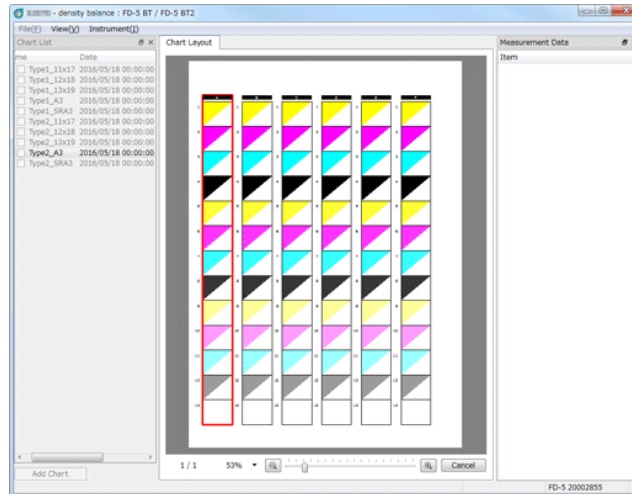 - density balance : FD-5 BT / FD-5 BT2
File(F) View(V) Instrument(I)
Chart List
Chart Layout
Measurement Data
me Date
Item
Type1_11x17 2016/05/18 00:00:00
Type1_12x18 2016/05/18 00:00:00
Type1_13x19 2016/05/18 00:00:00
Type1_A3 2016/05/18 00:00:00
Type1_SRA3 2016/05/18 00:00:00
Type2_11x17 2016/05/18 00:00:00
Type2_12x18 2016/05/18 00:00:00
Type2_13x19 2016/05/18 00:00:00
Type2_A3 2016/05/18 00:00:00
Type2_SRA3 2016/05/18 00:00:00
Add Chart
1 / 1 53% Cancel
FD-5 20002855